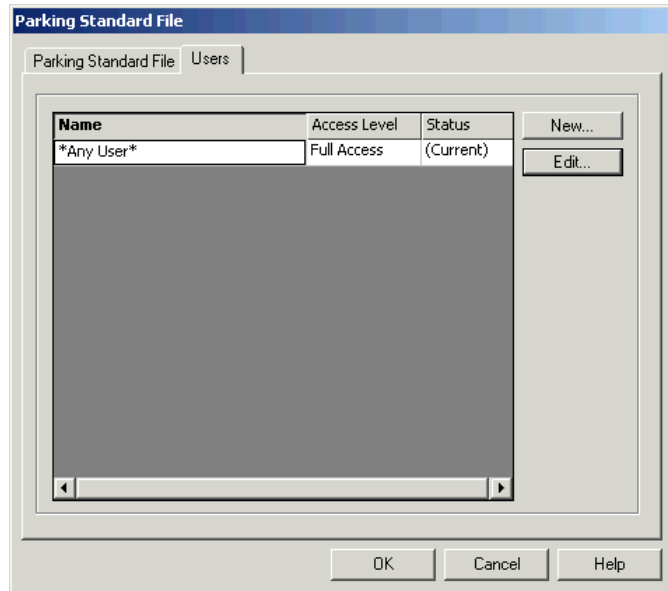 Parking Standard File
Parking Standard File Users
Name Access Level Status
*Any User* Full Access (Current)
New...
Edit...
OK Cancel Help